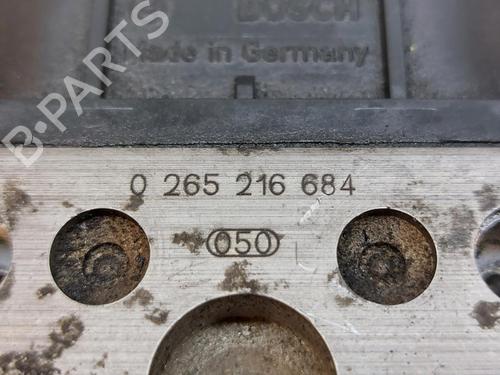 BOSCH
Made in Germany
B-PARTS
0 265 216 684
050